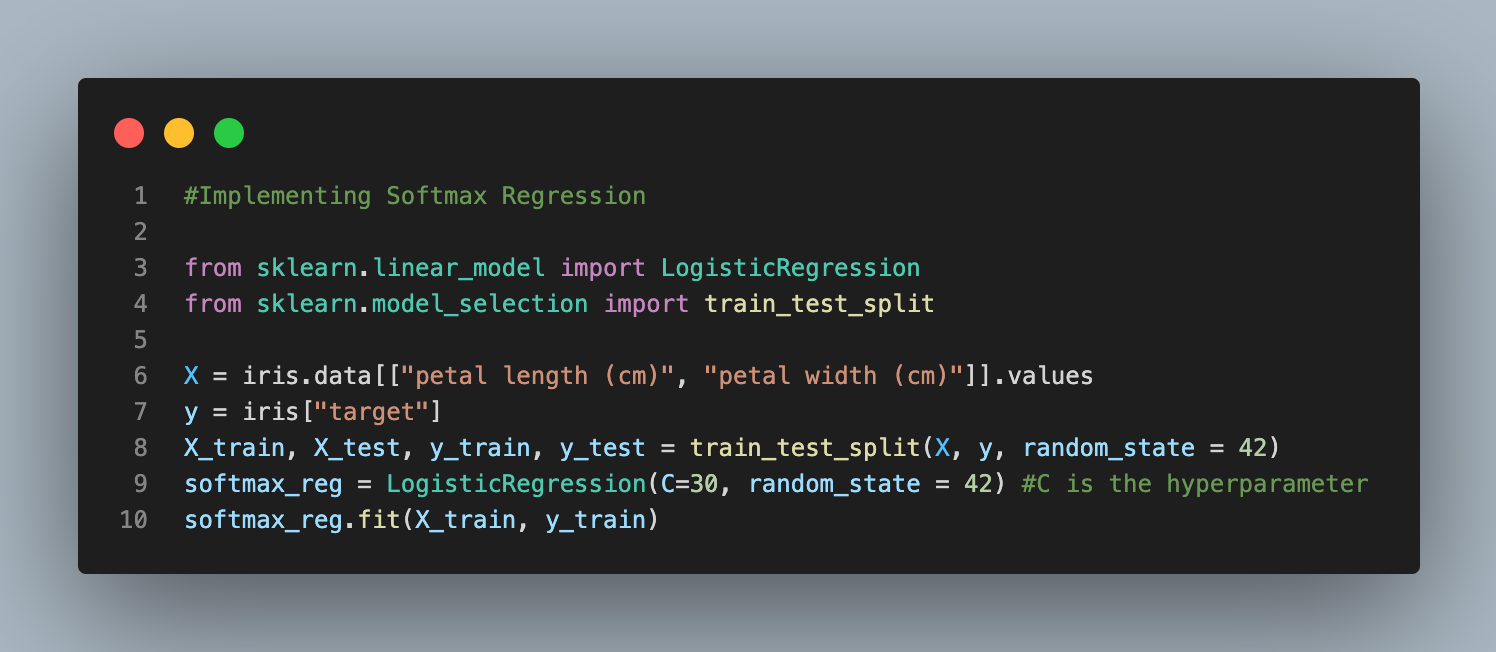 1 #Implementing Softmax Regression
2
3 from sklearn.linear_model import LogisticRegression
4 from sklearn.model_selection import train_test_split
5
6 X = iris.data[["petal length (cm)", "petal width (cm)"]].values
7 y = iris["target"]
8 X_train, X_test, y_train, y_test = train_test_split(X, y, random_state = 42)
9 softmax_reg = LogisticRegression(C=30, random_state = 42) #C is the hyperparameter
10 softmax_reg.fit(X_train, y_train)